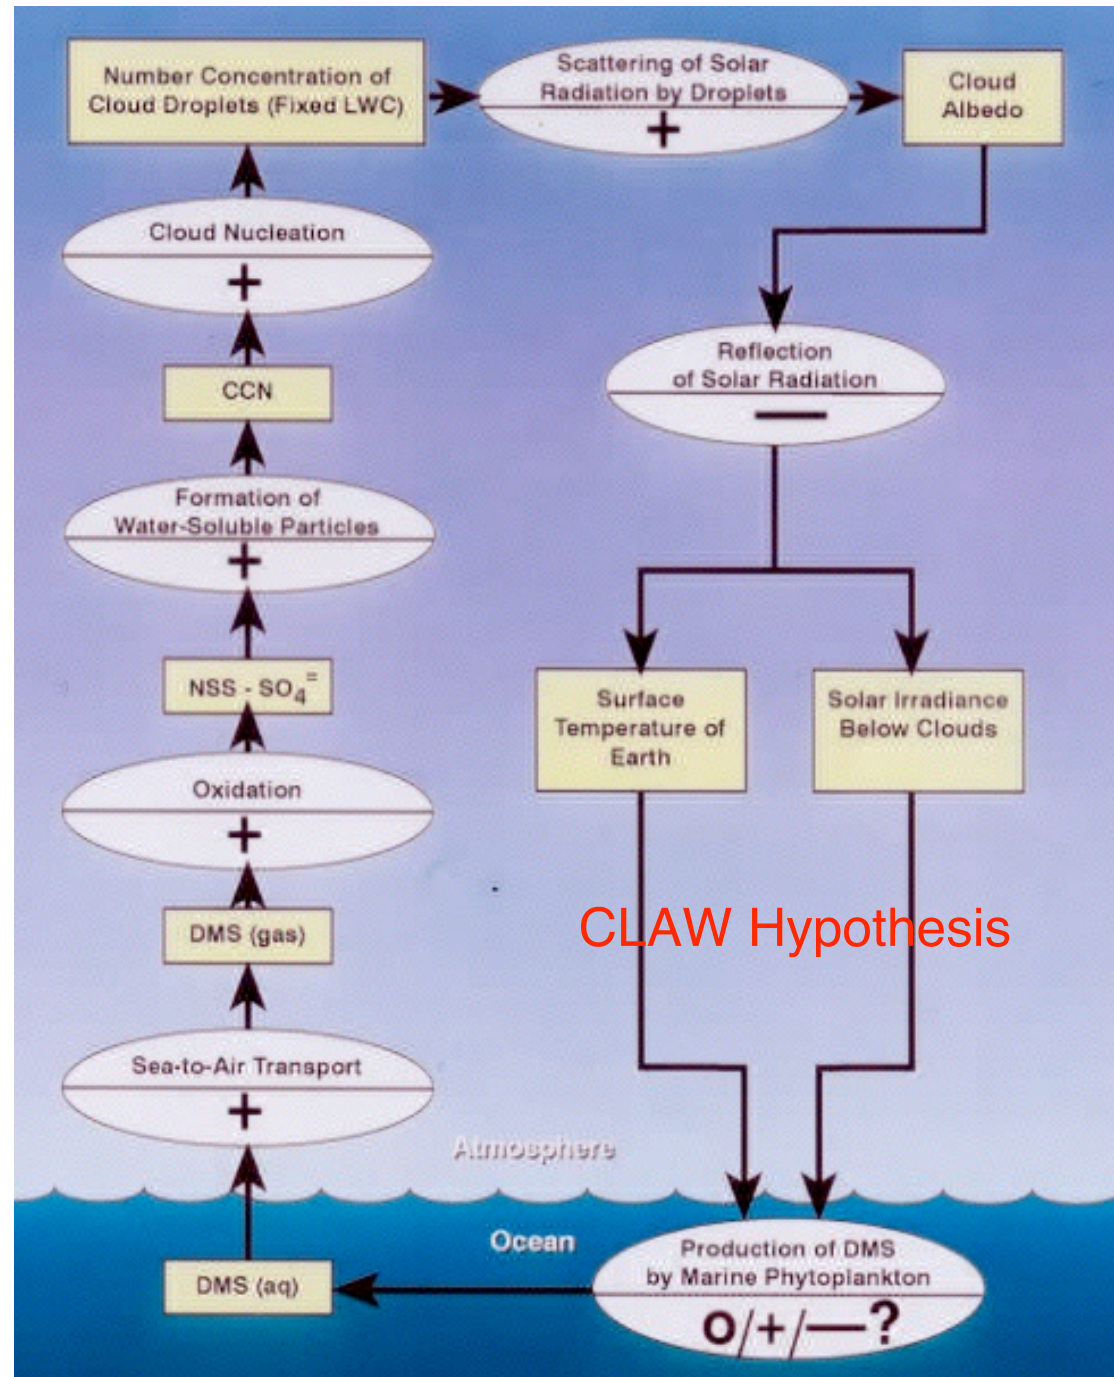 Number Concentration of
Cloud Droplets (Fixed LWC)
Scattering of Solar
Radiation by Droplets
+
Cloud
Albedo
Cloud Nucleation
+
Reflection
of Solar Radiation
—
CCN
Formation of
Water-Soluble Particles
+
NSS - SO₄⁼
Surface
Temperature of
Earth
Solar Irradiance
Below Clouds
Oxidation
+
DMS (gas)
CLAW Hypothesis
Sea-to-Air Transport
+
Atmosphere
Ocean
Production of DMS
by Marine Phytoplankton
O/+/—?
DMS (aq)